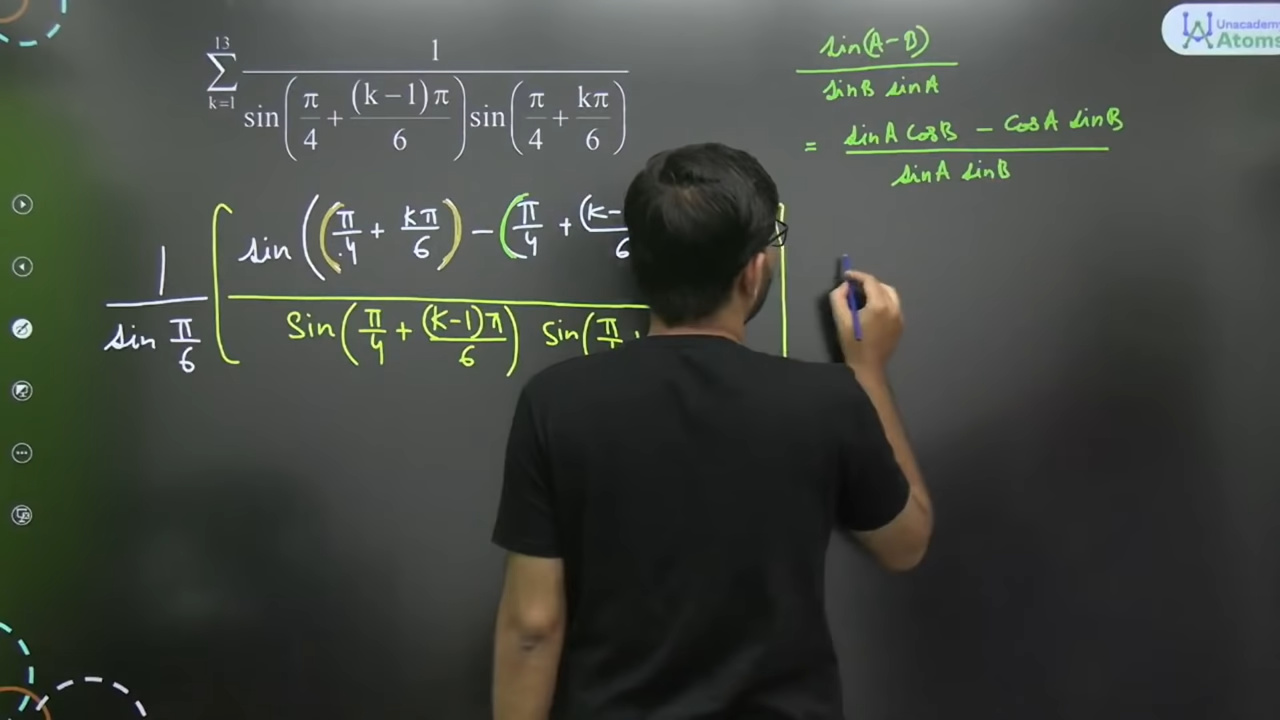 Unacademy
Atoms
13
∑ 1 / sin(π/4 + (k−1)π/6) sin(π/4 + kπ/6)
k=1
sin(A−B) / sinB sinA
= sinA cosB − cosA sinB / sinA sinB
1 / sin π/6 [ sin((π/4 + kπ/6) − (π/4 + (k− 6
Sin(π/4 + (k−1)π/6) Sin(π/